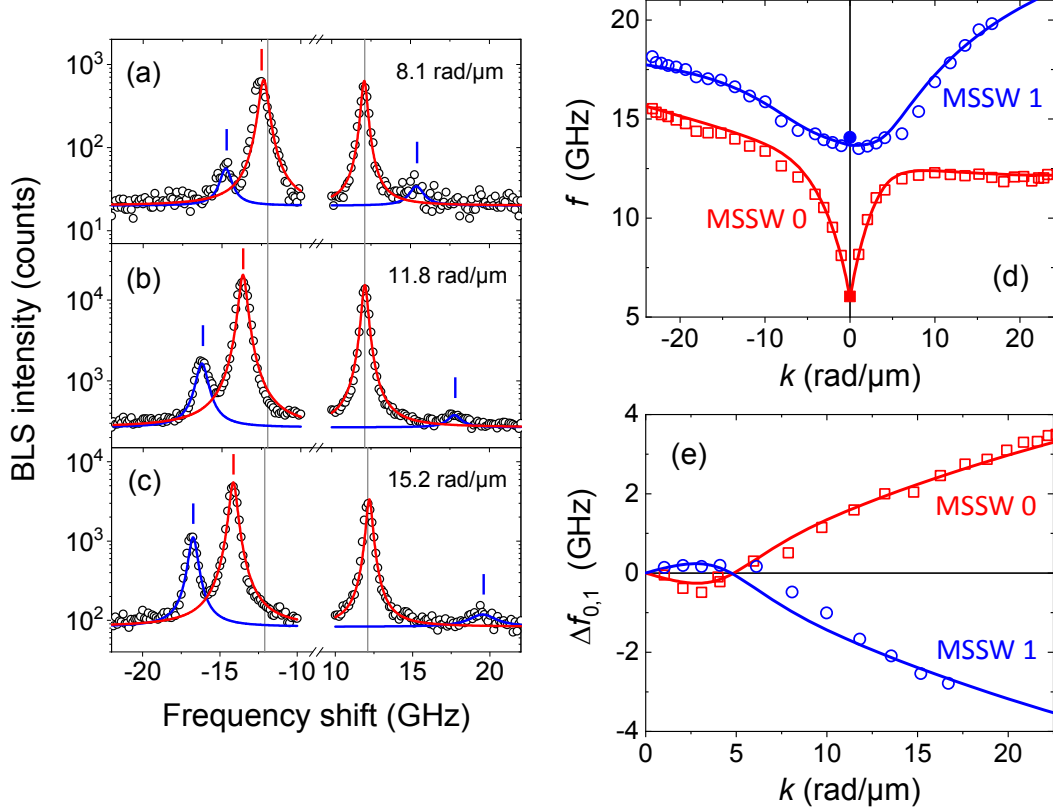 (a)
8.1 rad/μm
10³
10²
10¹
(b)
11.8 rad/μm
10⁴
10³
(c)
15.2 rad/μm
10⁴
10³
10²
BLS intensity (counts)
-20 -15 -10 10 15 20
Frequency shift (GHz)
20
15
10
5
f (GHz)
MSSW 1
MSSW 0
(d)
-20 -10 0 10 20
k (rad/μm)
4
2
0
-2
-4
Δf0,1 (GHz)
(e)
MSSW 0
MSSW 1
0 5 10 15 20
k (rad/μm)